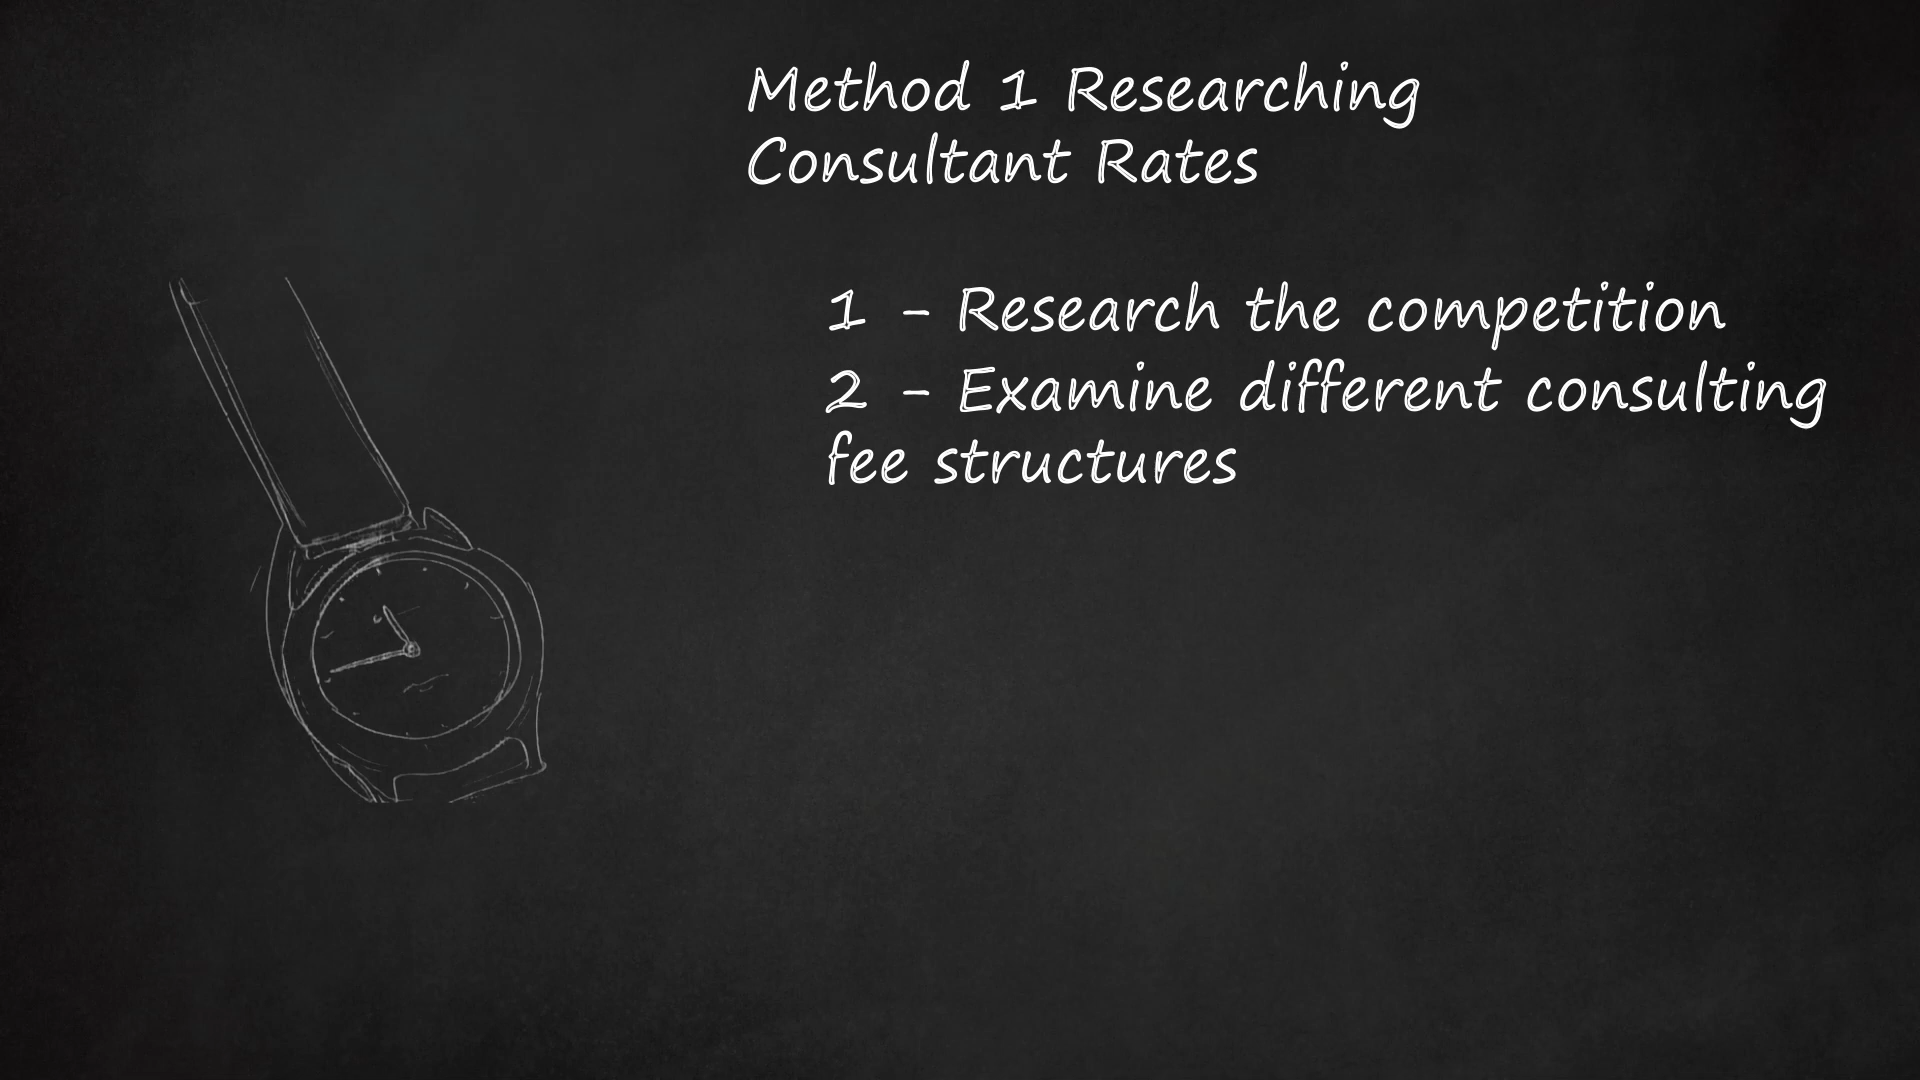 Method 1 Researching
Consultant Rates
1 - Research the competition
2 - Examine different consulting
fee structures